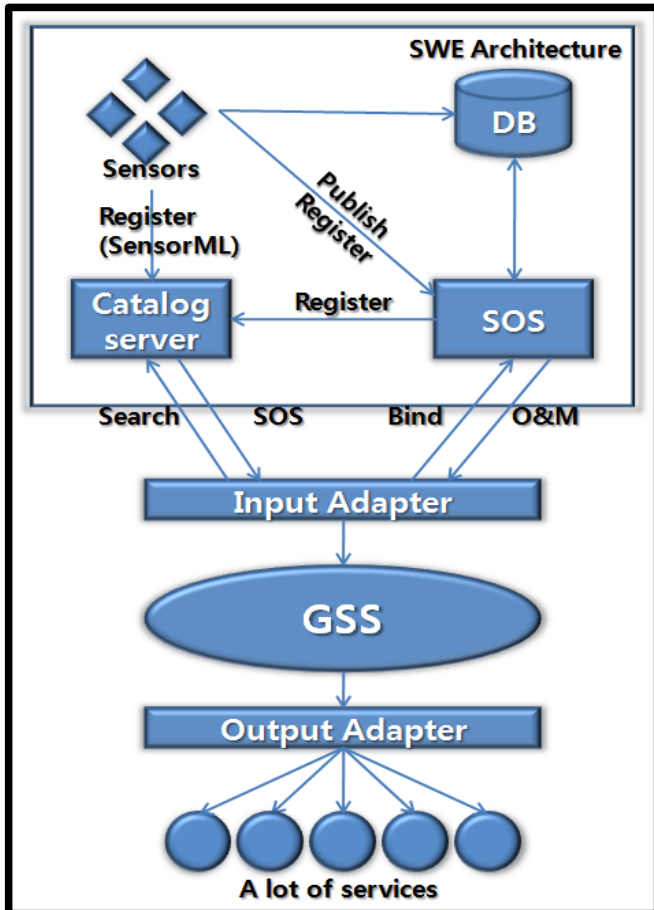 SWE Architecture
DB
Sensors
Publish
Register
Register
(SensorML)
Catalog
server
Register
SOS
Search
SOS
Bind
O&M
Input Adapter
GSS
Output Adapter
A lot of services